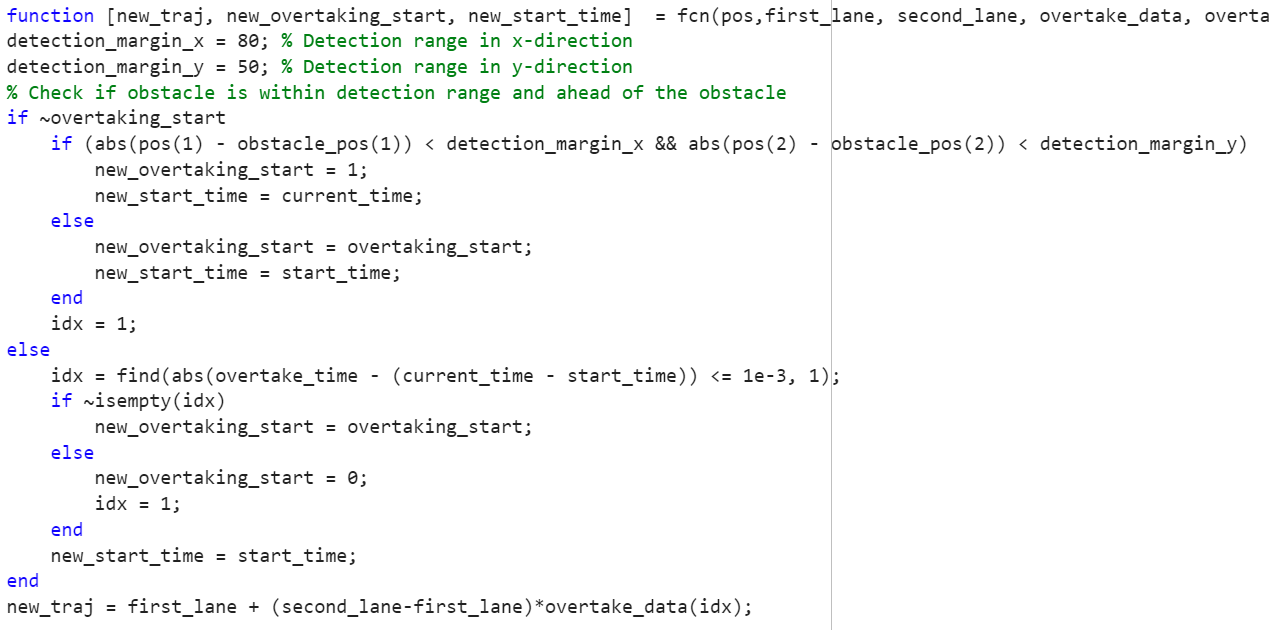 function [new_traj, new_overtaking_start, new_start_time]  = fcn(pos,first_lane, second_lane, overtake_data, overta
detection_margin_x = 80; % Detection range in x-direction
detection_margin_y = 50; % Detection range in y-direction
% Check if obstacle is within detection range and ahead of the obstacle
if ~overtaking_start
    if (abs(pos(1) - obstacle_pos(1)) < detection_margin_x && abs(pos(2) - obstacle_pos(2)) < detection_margin_y)
        new_overtaking_start = 1;
        new_start_time = current_time;
    else
        new_overtaking_start = overtaking_start;
        new_start_time = start_time;
    end
    idx = 1;
else
    idx = find(abs(overtake_time - (current_time - start_time)) <= 1e-3, 1);
    if ~isempty(idx)
        new_overtaking_start = overtaking_start;
    else
        new_overtaking_start = 0;
        idx = 1;
    end
    new_start_time = start_time;
end
new_traj = first_lane + (second_lane-first_lane)*overtake_data(idx);